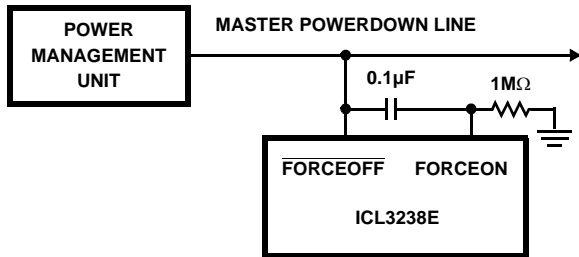 POWER
MANAGEMENT
UNIT
MASTER POWERDOWN LINE
0.1µF
1MΩ
FORCEOFF FORCEON
ICL3238E